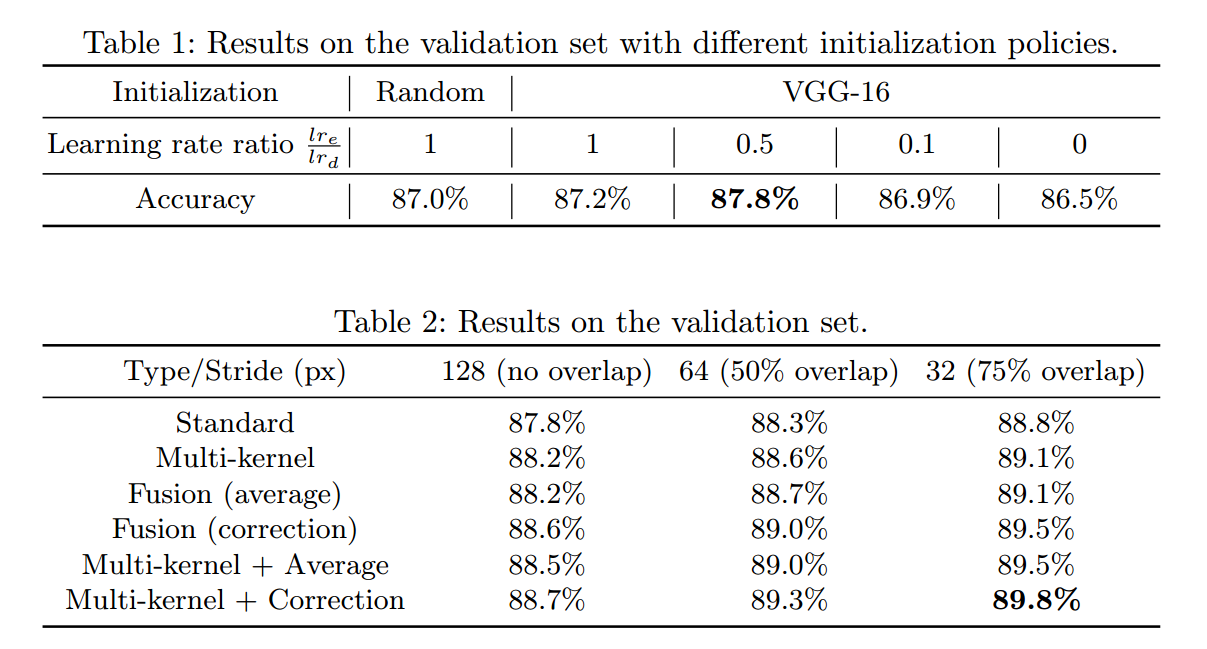 Table 1: Results on the validation set with different initialization policies.
Initialization Random VGG-16
Learning rate ratio lr_e/lr_d 1 1 0.5 0.1 0
Accuracy 87.0% 87.2% 87.8% 86.9% 86.5%
Table 2: Results on the validation set.
Type/Stride (px) 128 (no overlap) 64 (50% overlap) 32 (75% overlap)
Standard 87.8% 88.3% 88.8%
Multi-kernel 88.2% 88.6% 89.1%
Fusion (average) 88.2% 88.7% 89.1%
Fusion (correction) 88.6% 89.0% 89.5%
Multi-kernel + Average 88.5% 89.0% 89.5%
Multi-kernel + Correction 88.7% 89.3% 89.8%